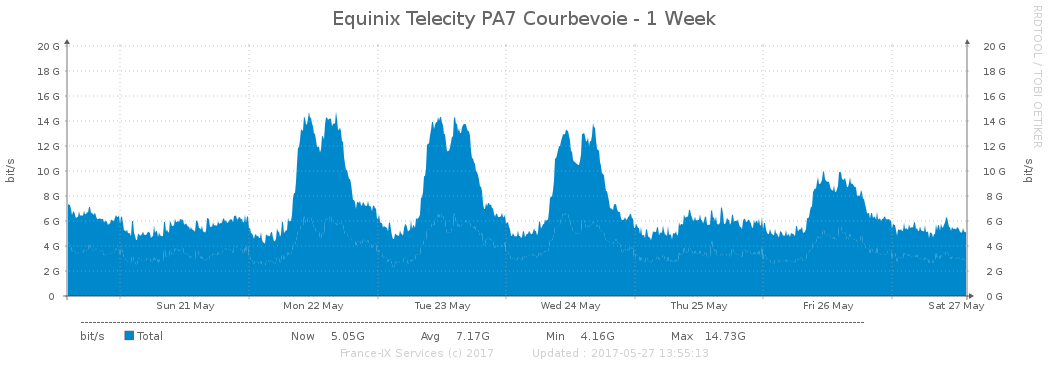 Equinix Telecity PA7 Courbevoie - 1 Week
RRDTOOL / TOBI OETIKER
bit/s
bit/s
20 G 20 G
18 G 18 G
16 G 16 G
14 G 14 G
12 G 12 G
10 G 10 G
8 G 8 G
6 G 6 G
4 G 4 G
2 G 2 G
0 0 G
Sun 21 May Mon 22 May Tue 23 May Wed 24 May Thu 25 May Fri 26 May Sat 27 May
bit/s Total Now 5.05G Avg 7.17G Min 4.16G Max 14.73G
France-IX Services (c) 2017 Updated : 2017-05-27 13:55:13